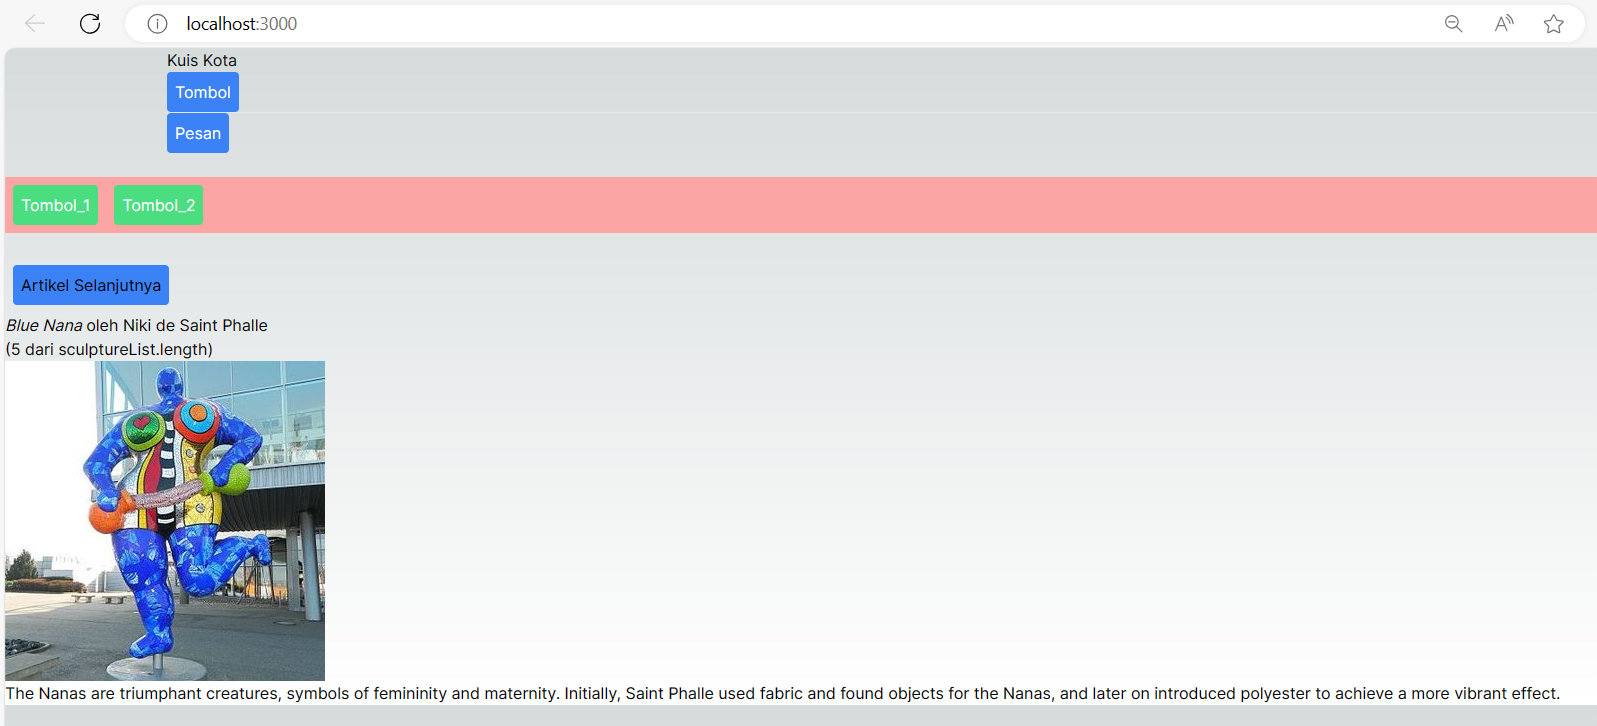 localhost:3000
Kuis Kota
Tombol
Pesan
Tombol_1 Tombol_2
Artikel Selanjutnya
Blue Nana oleh Niki de Saint Phalle
(5 dari sculptureList.length)
The Nanas are triumphant creatures, symbols of femininity and maternity. Initially, Saint Phalle used fabric and found objects for the Nanas, and later on introduced polyester to achieve a more vibrant effect.